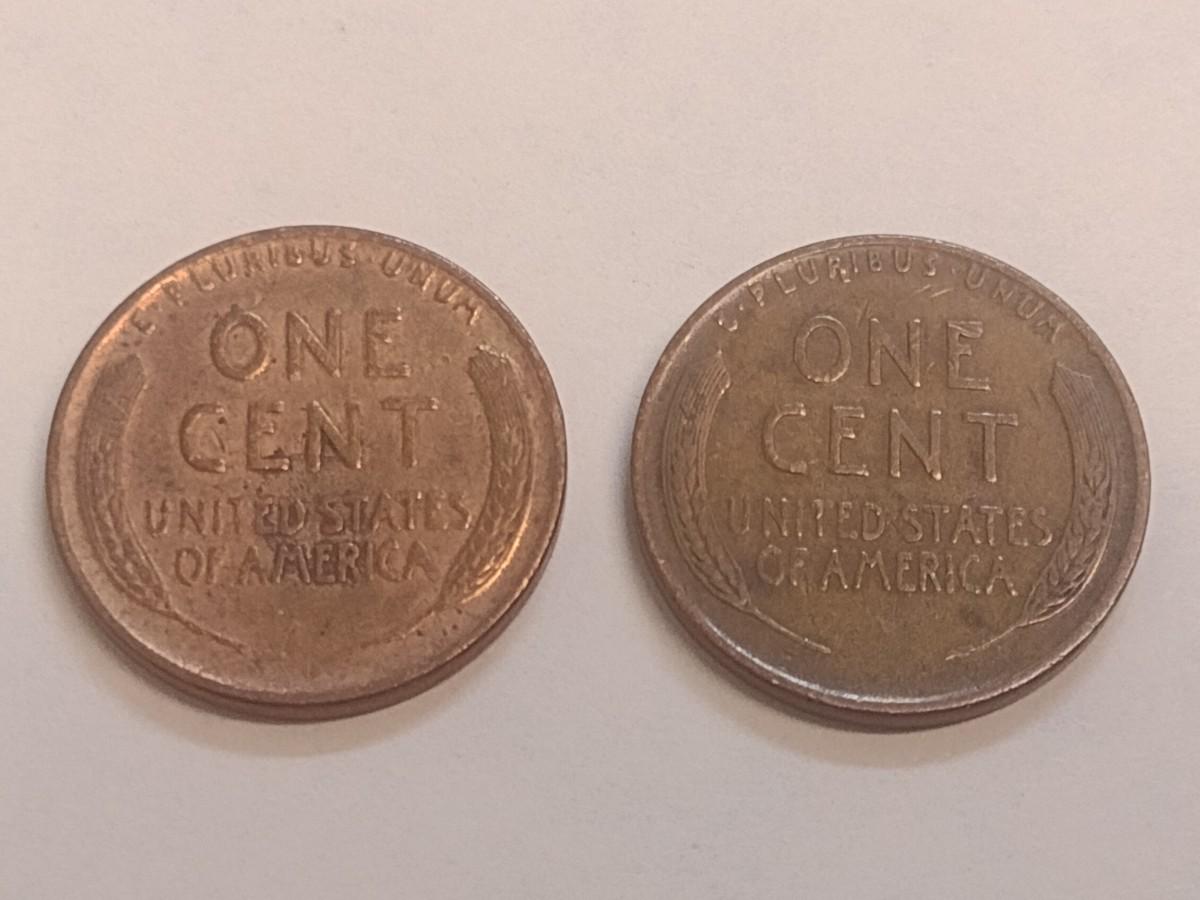 E·PLURIBUS·UNUM
ONE
CENT
UNITED·STATES
OF AMERICA
E·PLURIBUS·UNUM
ONE
CENT
UNITED·STATES
OF AMERICA